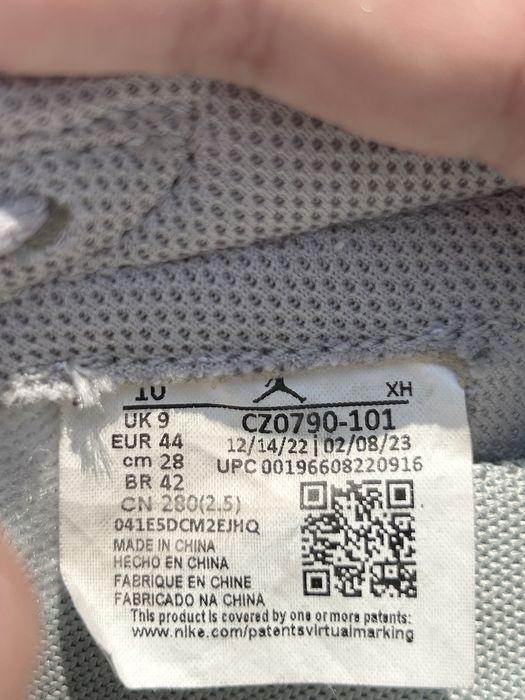 10 XH
UK 9 CZ0790-101
EUR 44 12/14/22 | 02/08/23
cm 28 UPC 00196608220916
BR 42
CN 280(2.5)
041E5DCM2EJHQ
MADE IN CHINA
HECHO EN CHINA
FABRIQUE EN CHINE
FABRICADO NA CHINA
This product is covered by one or more patents:
www.nike.com/patentsvirtualmarking